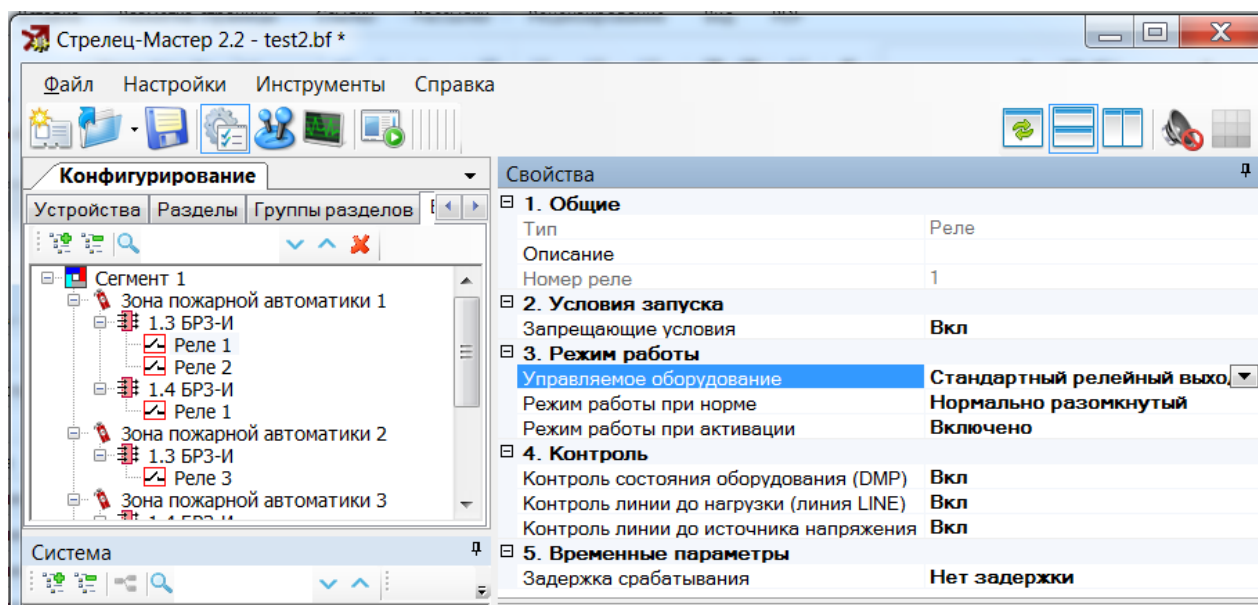 Стрелец-Мастер 2.2 - test2.bf *
Файл Настройки Инструменты Справка
Конфигурирование
Устройства Разделы Группы разделов
Сегмент 1
Зона пожарной автоматики 1
1.3 БРЗ-И
Реле 1
Реле 2
1.4 БРЗ-И
Реле 1
Зона пожарной автоматики 2
1.3 БРЗ-И
Реле 3
Зона пожарной автоматики 3
Система
Свойства
1. Общие
Тип Реле
Описание
Номер реле 1
2. Условия запуска
Запрещающие условия Вкл
3. Режим работы
Управляемое оборудование Стандартный релейный
Режим работы при норме Нормально разомкнутый
Режим работы при активации Включено
4. Контроль
Контроль состояния оборудования (DMP) Вкл
Контроль линии до нагрузки (линия LINE) Вкл
Контроль линии до источника напряжения Вкл
5. Временные параметры
Задержка срабатывания Нет задержки